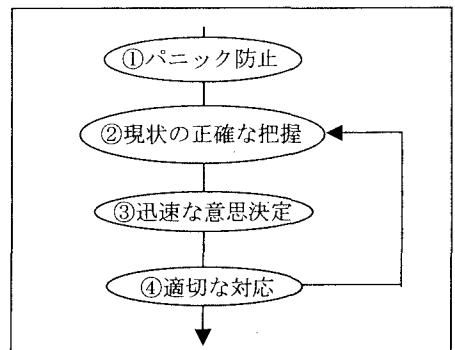 ①パニック防止
②現状の正確な把握
③迅速な意思決定
④適切な対応